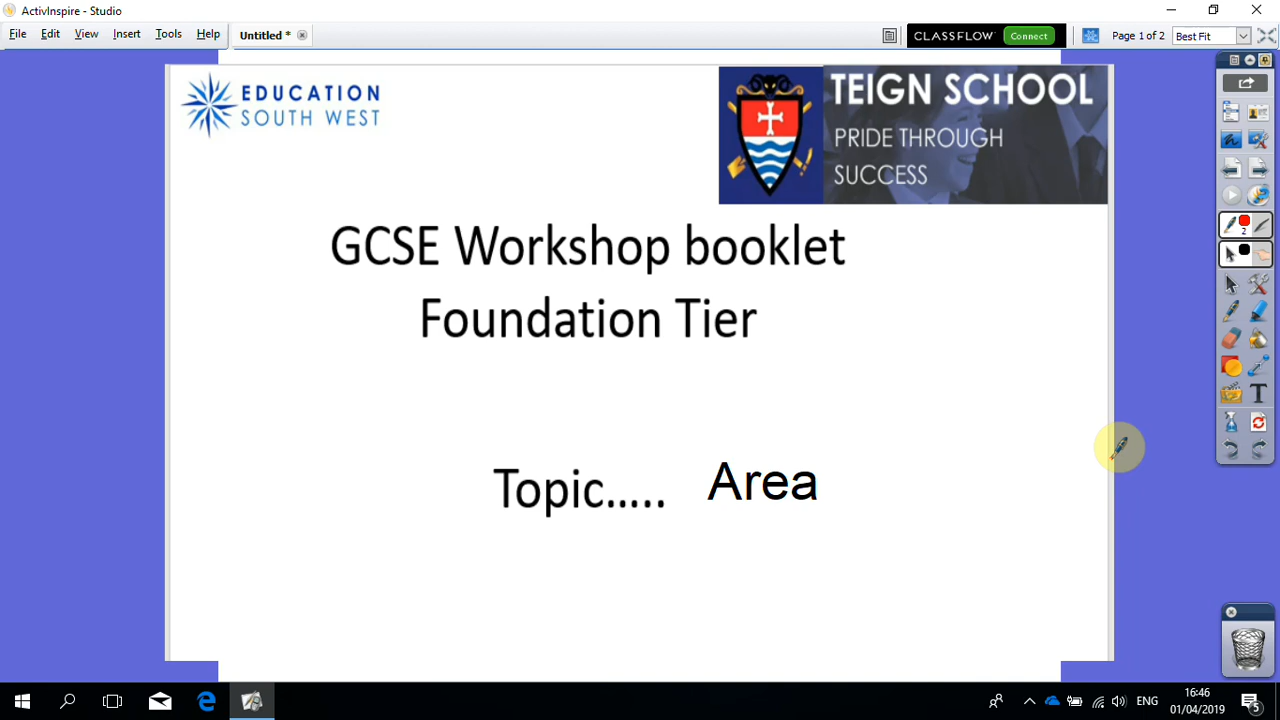 ActivInspire - Studio
File Edit View Insert Tools Help Untitled * CLASSFLOW Connect Page 1 of 2 Best Fit
EDUCATION
SOUTH WEST
TEIGN SCHOOL
PRIDE THROUGH
SUCCESS
GCSE Workshop booklet
Foundation Tier
Topic..... Area
2
T
ENG
16:46
01/04/2019
5